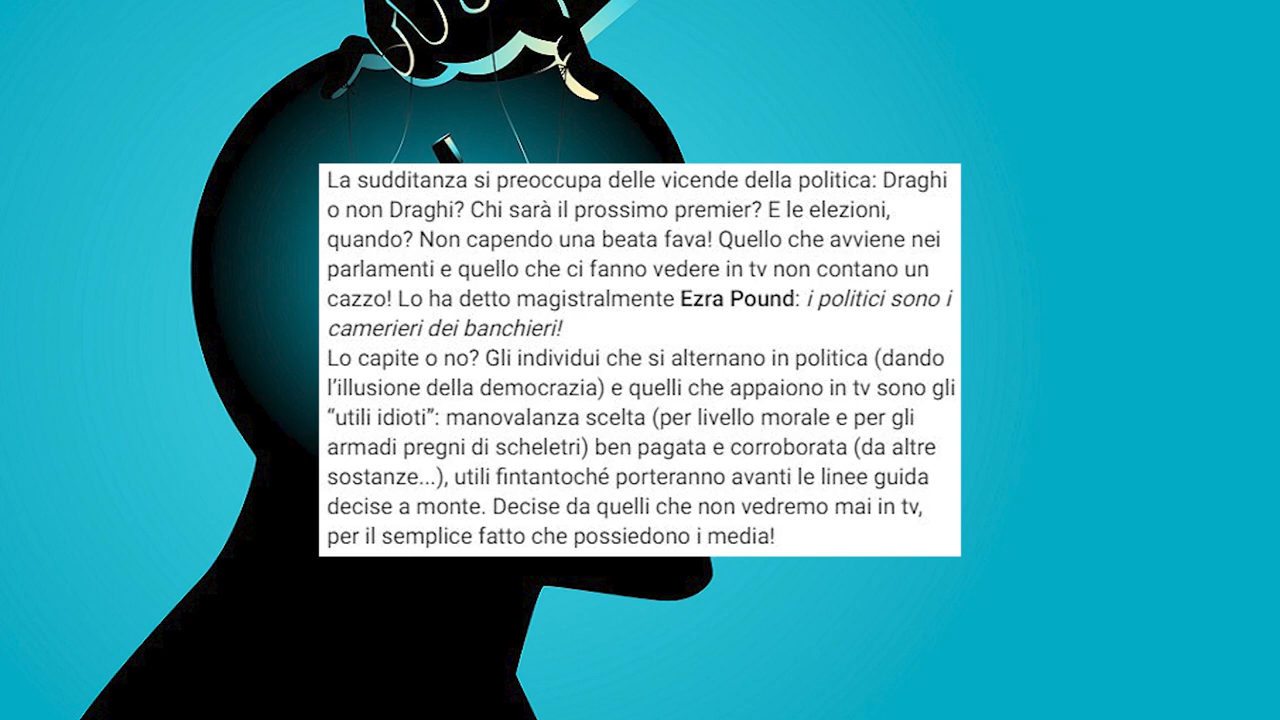 La sudditanza si preoccupa delle vicende della politica: Draghi
o non Draghi? Chi sarà il prossimo premier? E le elezioni,
quando? Non capendo una beata fava! Quello che avviene nei
parlamenti e quello che ci fanno vedere in tv non contano un
cazzo! Lo ha detto magistralmente Ezra Pound: i politici sono i
camerieri dei banchieri!
Lo capite o no? Gli individui che si alternano in politica (dando
l’illusione della democrazia) e quelli che appaiono in tv sono gli
“utili idioti”: manovalanza scelta (per livello morale e per gli
armadi pregni di scheletri) ben pagata e corroborata (da altre
sostanze...), utili fintantoché porteranno avanti le linee guida
decise a monte. Decise da quelli che non vedremo mai in tv,
per il semplice fatto che possiedono i media!